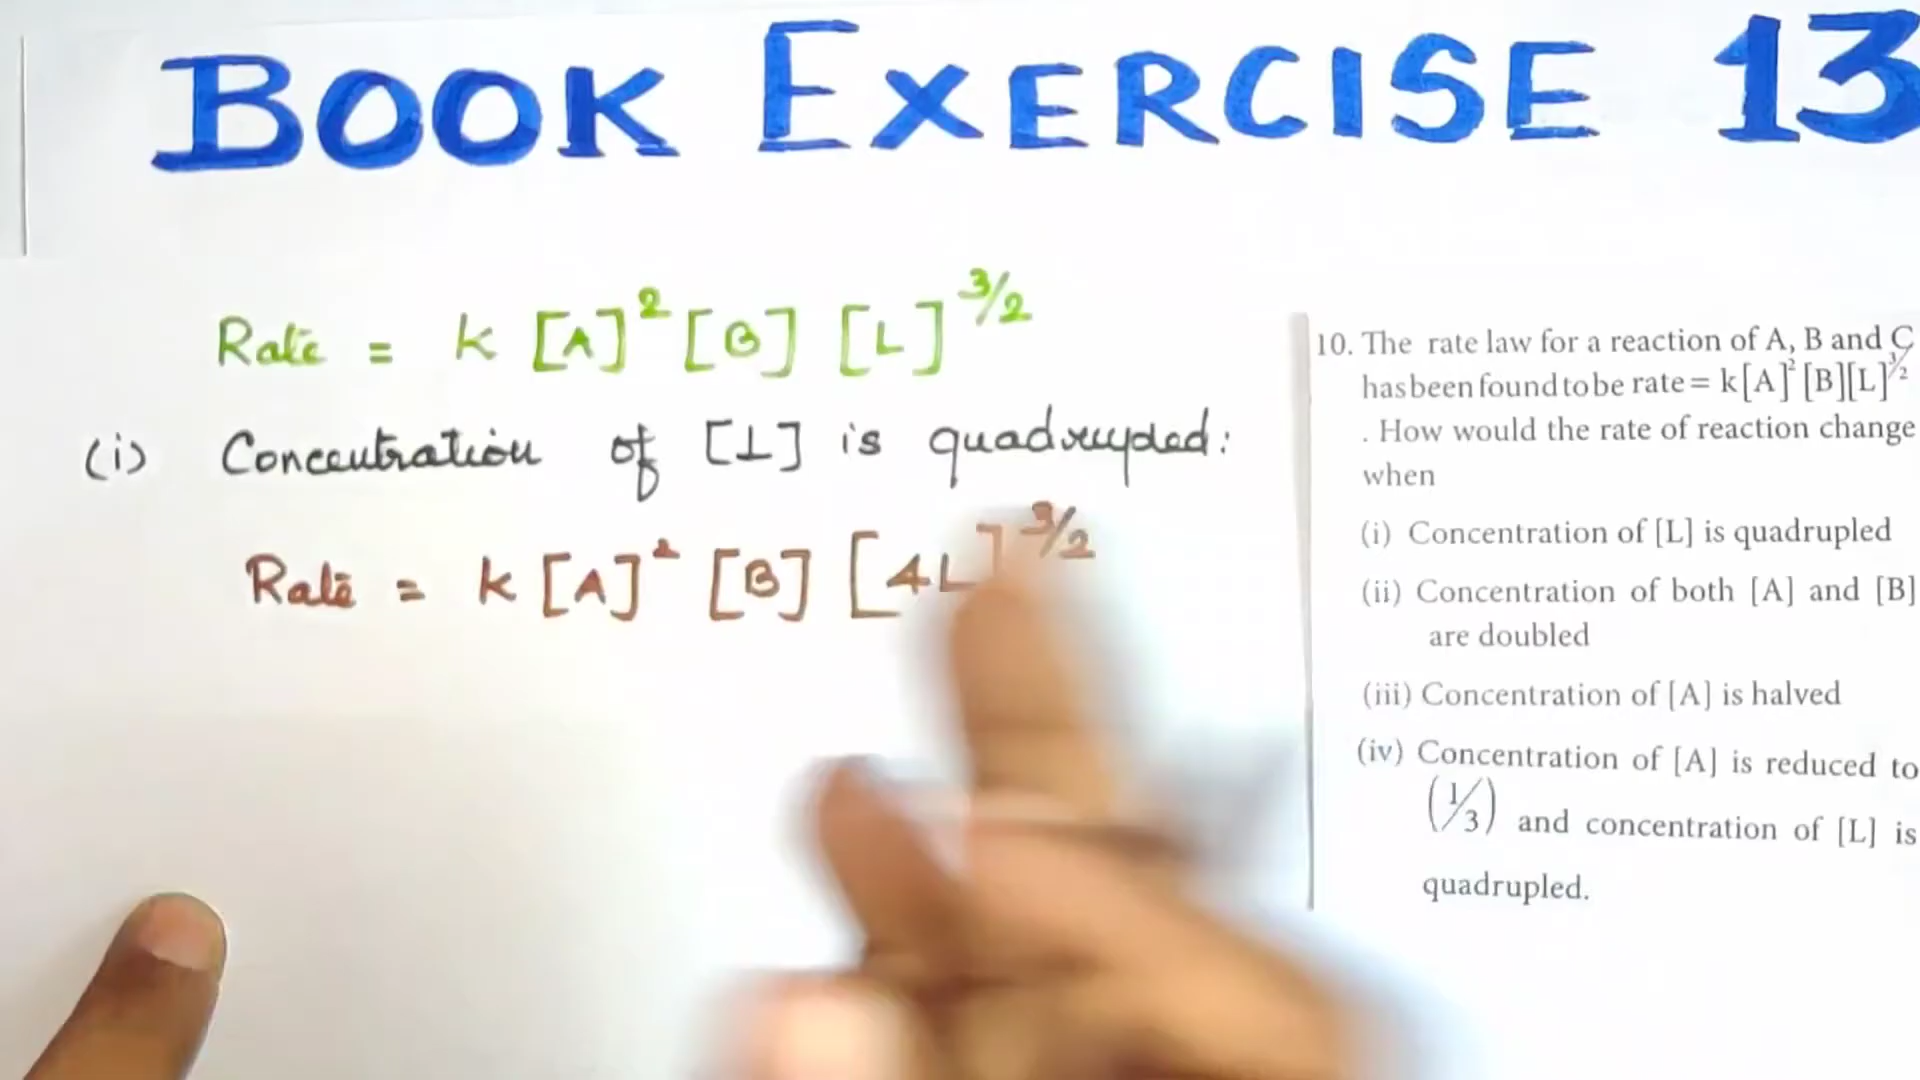 BOOK EXERCISE 13
Rate = k [A]² [B] [L]^3/2
(i) Concentration of [L] is quadrupled:
Rate = k [A]² [B] [4L]^3/2
10. The rate law for a reaction of A, B and C
has been found to be rate = k[A]² [B][L]^3/2
. How would the rate of reaction change
when
(i) Concentration of [L] is quadrupled
(ii) Concentration of both [A] and [B]
are doubled
(iii) Concentration of [A] is halved
(iv) Concentration of [A] is reduced to
(1/3) and concentration of [L] is
quadrupled.